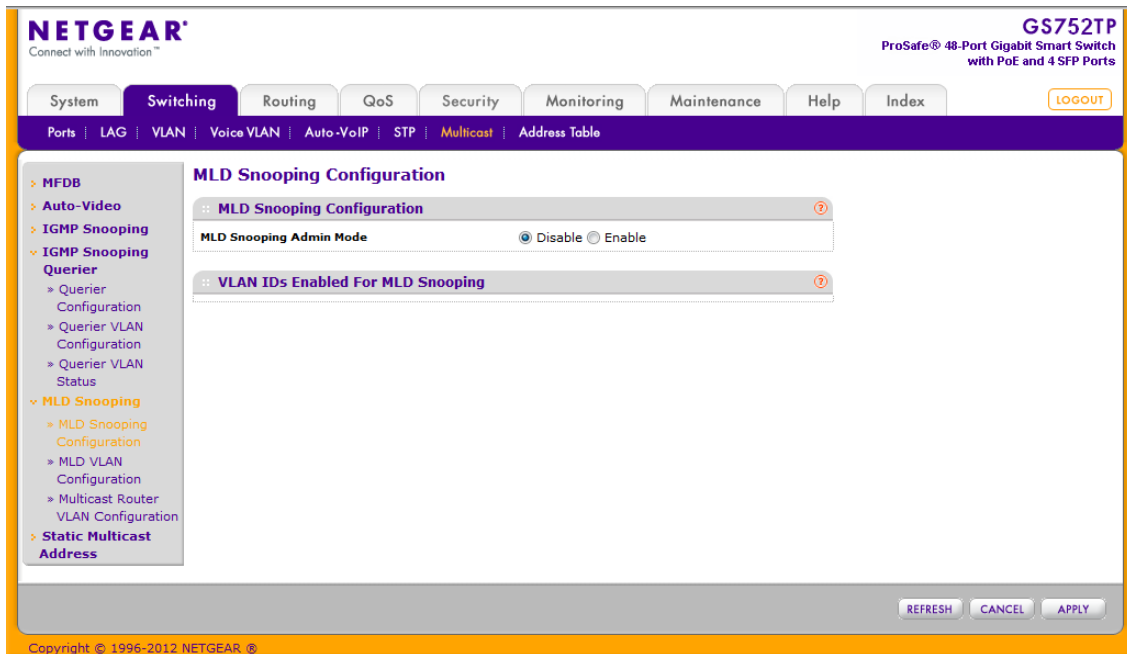 NETGEAR®
Connect with Innovation™
GS752TP
ProSafe® 48-Port Gigabit Smart Switch
with PoE and 4 SFP Ports
System Switching Routing QoS Security Monitoring Maintenance Help Index LOGOUT
Ports | LAG | VLAN | Voice VLAN | Auto-VoIP | STP | Multicast | Address Table
MFDB
Auto-Video
IGMP Snooping
IGMP Snooping
Querier
» Querier
Configuration
» Querier VLAN
Configuration
» Querier VLAN
Status
MLD Snooping
» MLD Snooping
Configuration
» MLD VLAN
Configuration
» Multicast Router
VLAN Configuration
Static Multicast
Address
MLD Snooping Configuration
MLD Snooping Configuration ?
MLD Snooping Admin Mode Disable Enable
VLAN IDs Enabled For MLD Snooping ?
REFRESH CANCEL APPLY
Copyright © 1996-2012 NETGEAR ®